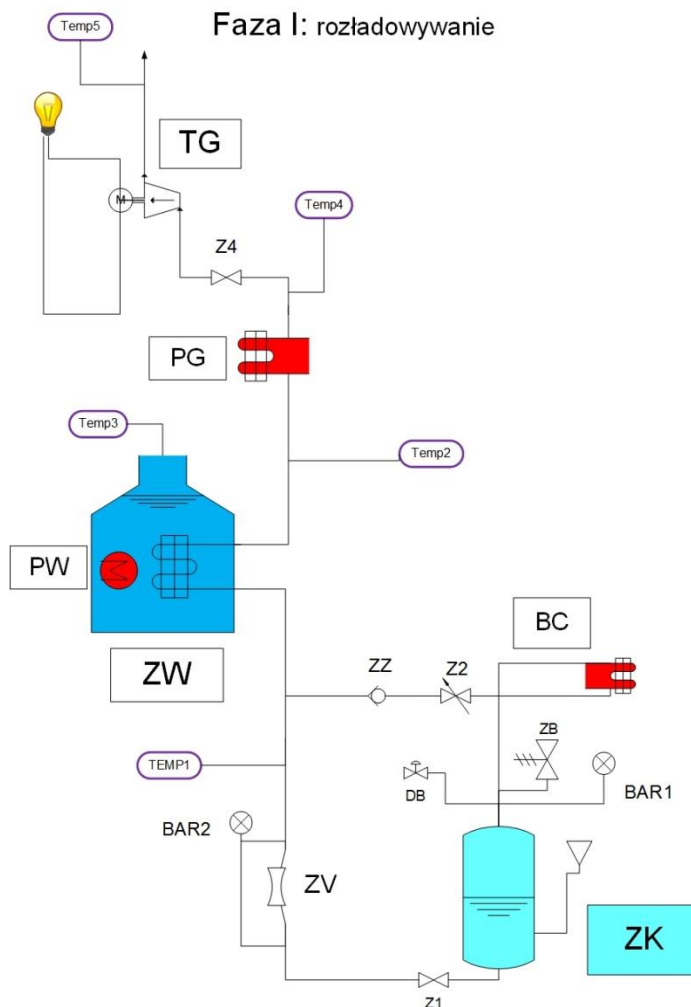 Faza I: rozładowywanie
Temp5
TG
M
Temp4
Z4
PG
Temp3
Temp2
PW
BC
ZW
ZZ
Z2
ZB
TEMP1
DB
BAR1
BAR2
ZV
ZK
Z1